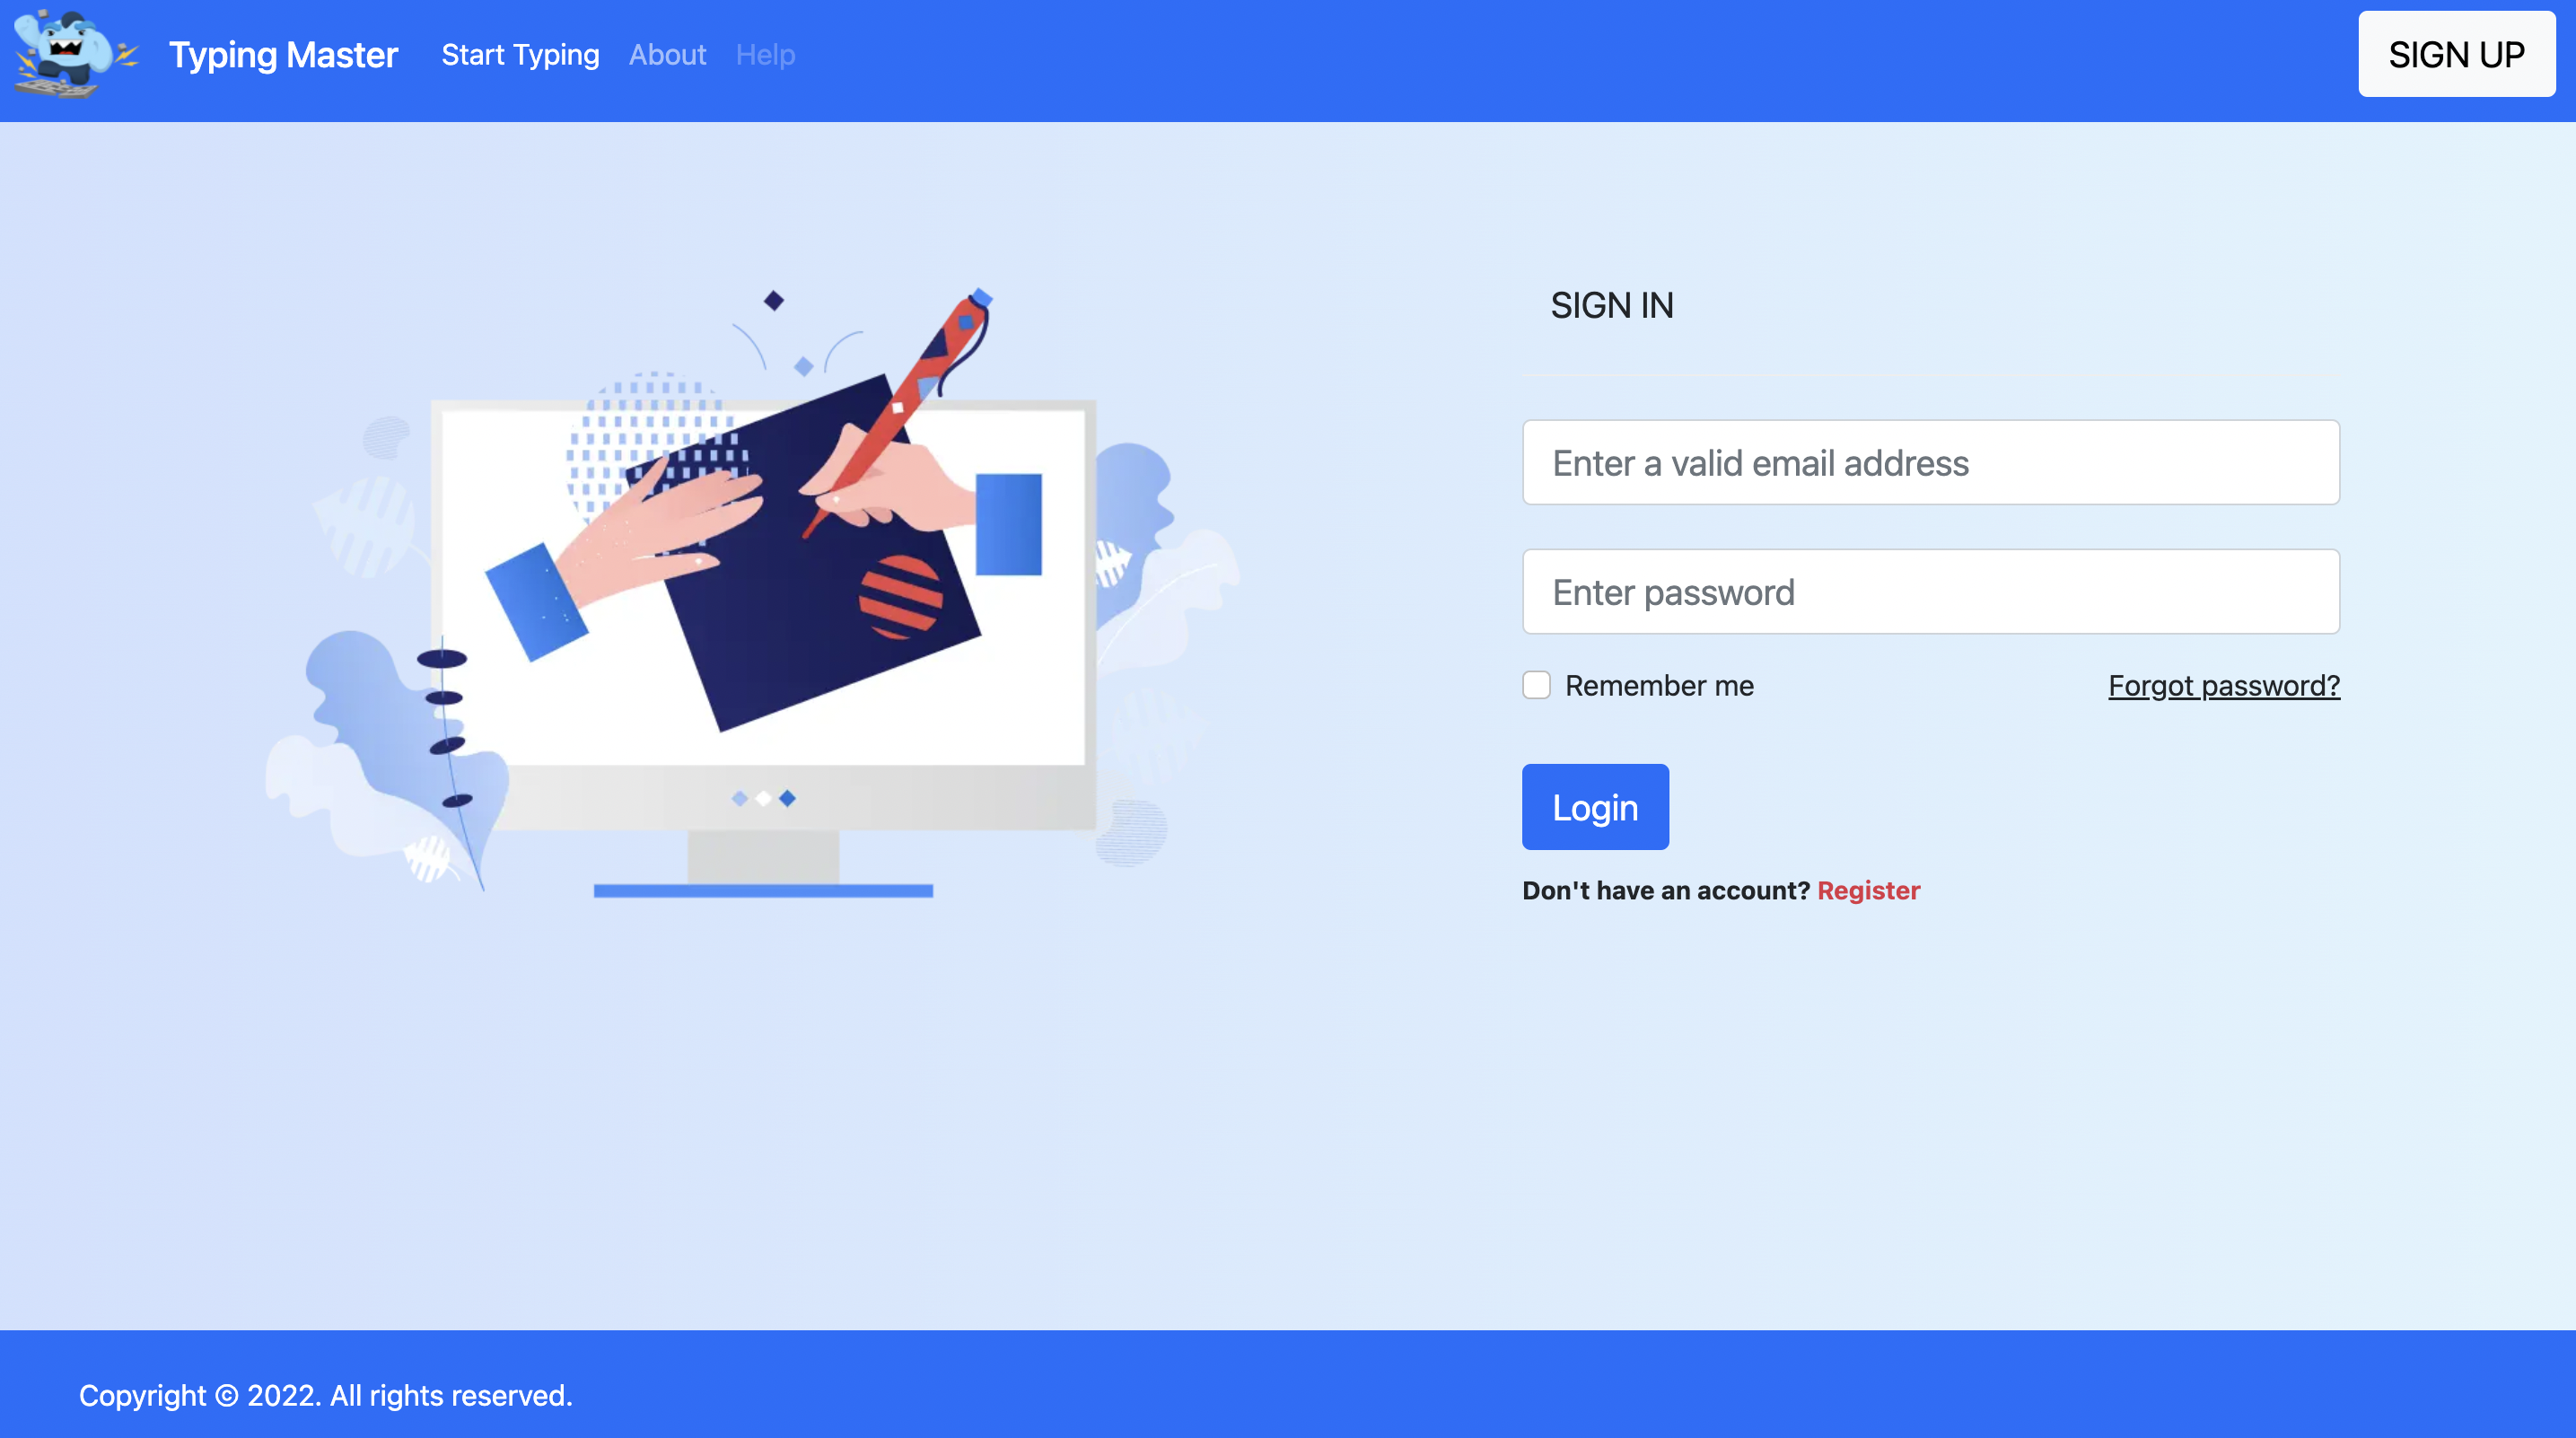 Typing Master Start Typing About Help SIGN UP
SIGN IN
Enter a valid email address
Enter password
Remember me Forgot password?
Login
Don't have an account? Register
Copyright © 2022. All rights reserved.